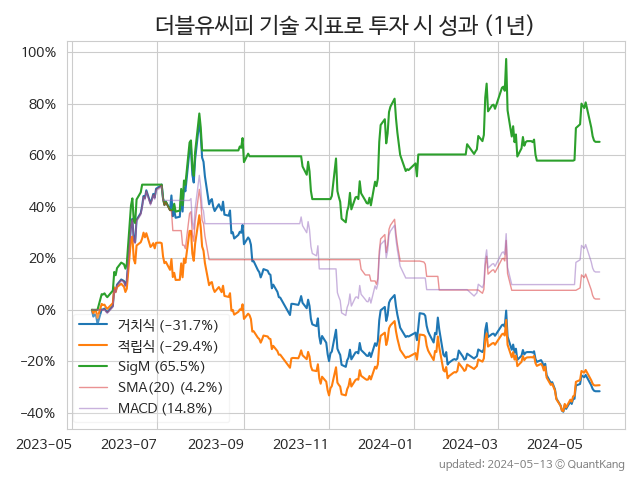 더블유씨피 기술 지표로 투자 시 성과 (1년)
100%
80%
60%
40%
20%
0%
−20%
−40%
거치식 (−31.7%)
적립식 (−29.4%)
SigM (65.5%)
SMA(20) (4.2%)
MACD (14.8%)
2023-05 2023-07 2023-09 2023-11 2024-01 2024-03 2024-05
updated: 2024-05-13 © QuantKang